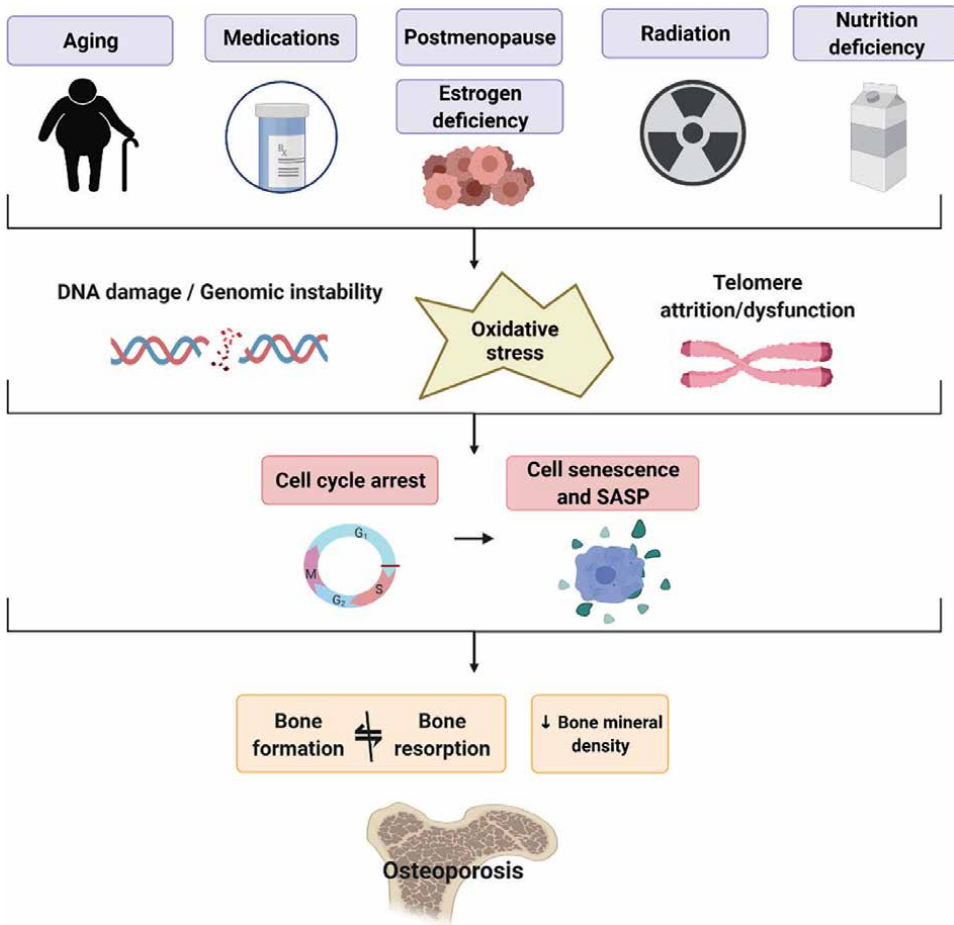 Aging
Medications
Postmenopause
Radiation
Nutrition
deficiency
Estrogen
deficiency
Rx
DNA damage / Genomic instability
Oxidative
stress
Telomere
attrition/dysfunction
Cell cycle arrest
Cell senescence
and SASP
G₁
M
S
G₂
Bone
formation
Bone
resorption
↓ Bone mineral
density
Osteoporosis